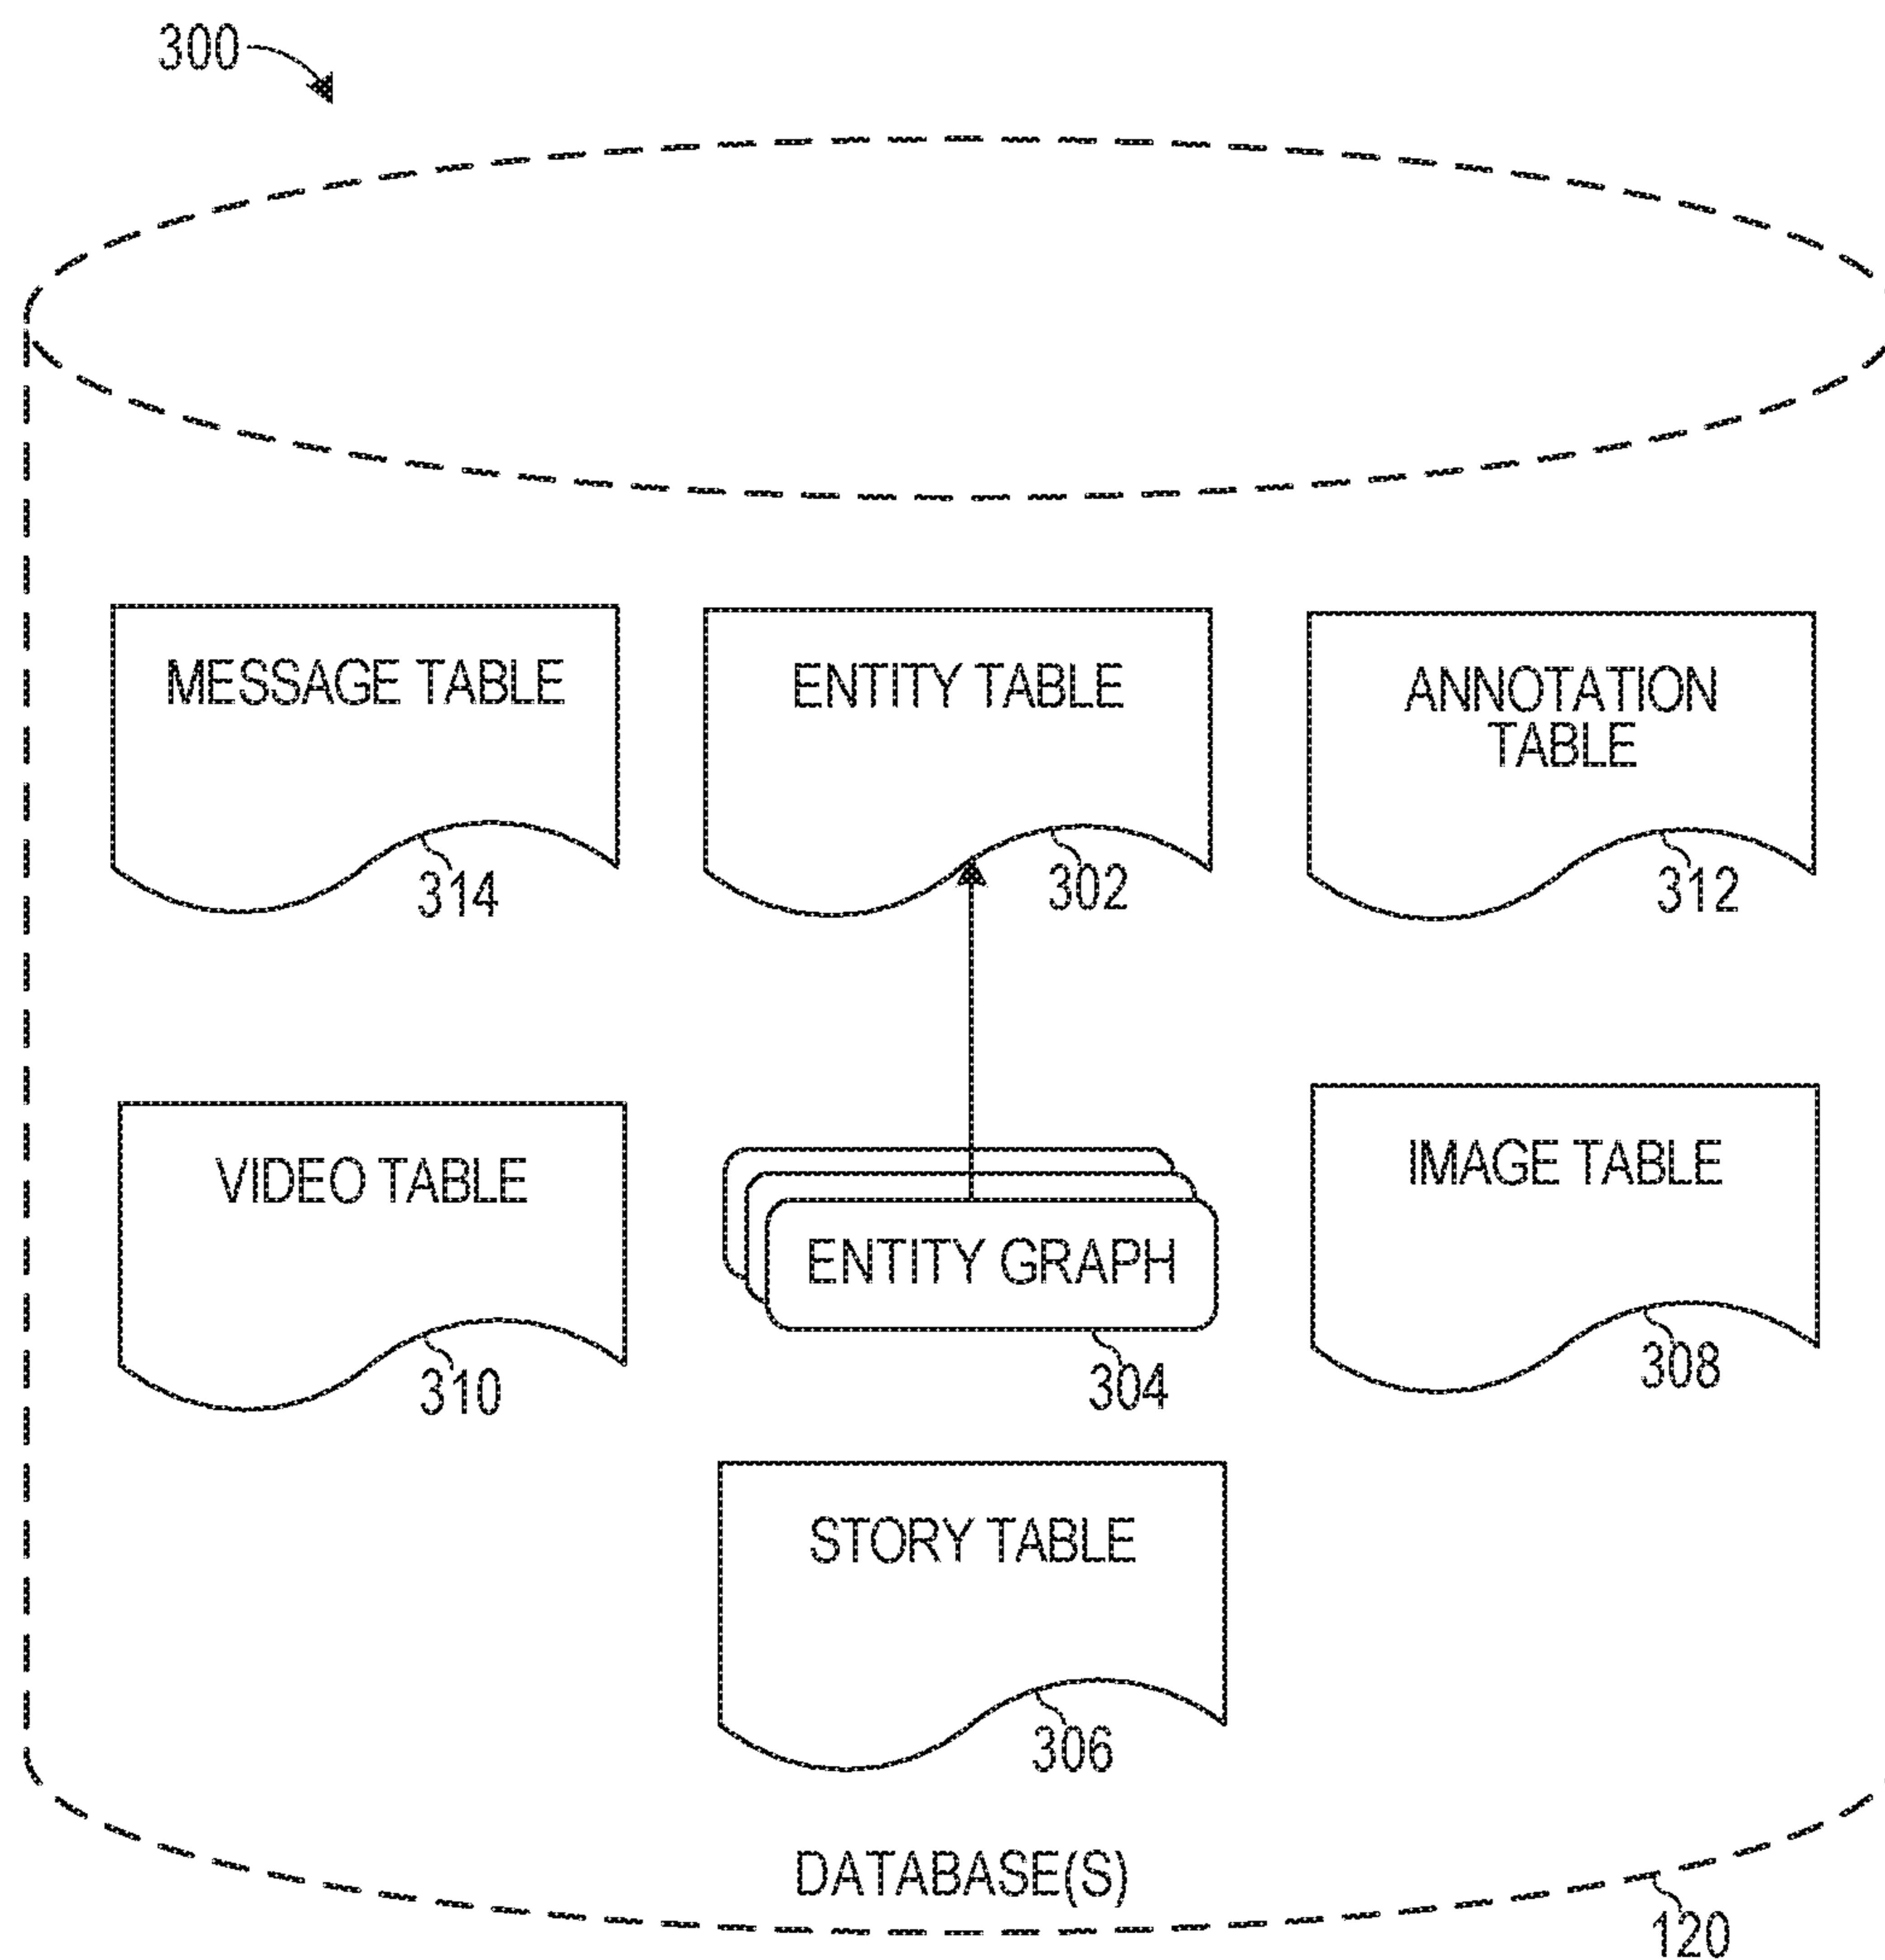 300
MESSAGE TABLE
314
ENTITY TABLE
302
ANNOTATION
TABLE
312
VIDEO TABLE
310
ENTITY GRAPH
304
IMAGE TABLE
308
STORY TABLE
306
DATABASE(S)
120